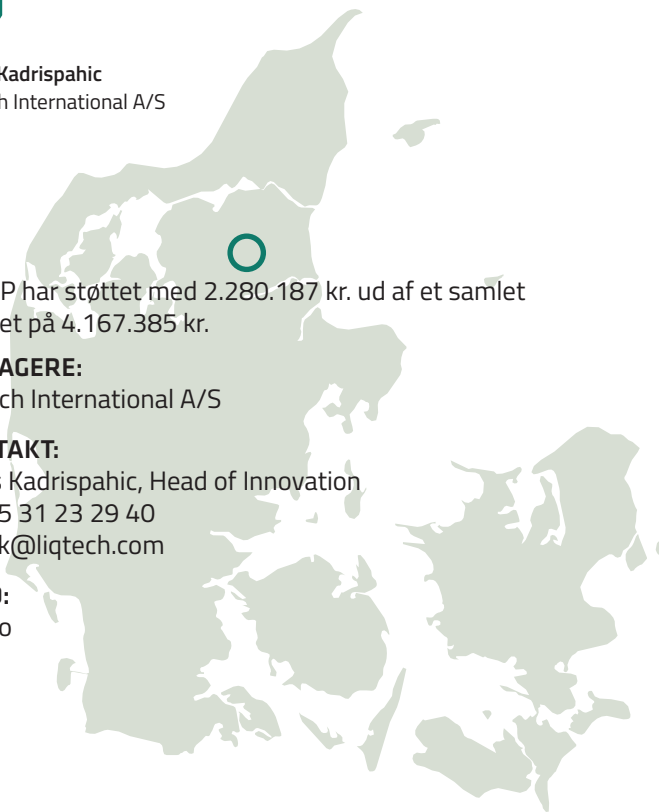 Kadrispahic
h International A/S
P har støttet med 2.280.187 kr. ud af et samlet
et på 4.167.385 kr.
AGERE:
ch International A/S
TAKT:
s Kadrispahic, Head of Innovation
5 31 23 29 40
k@liqtech.com
):
o